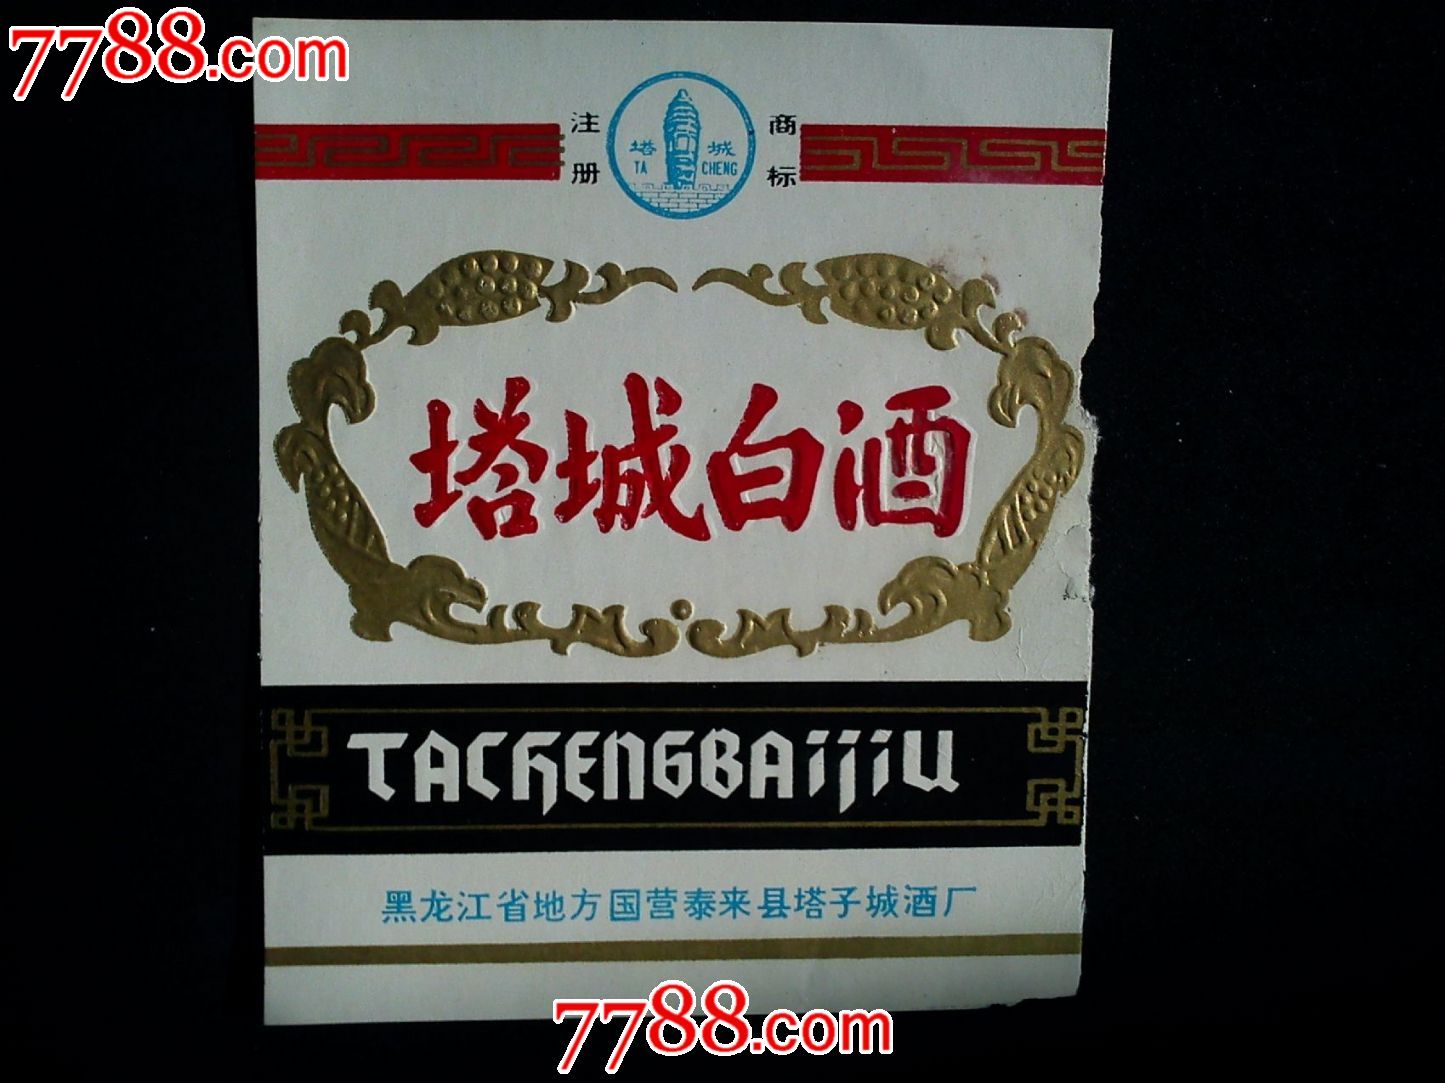 7788.com
注册
商标
塔城
TA CHENG
塔城白酒
TACHENGBAIJIU
黑龙江省地方国营泰来县塔子城酒厂
7788.com